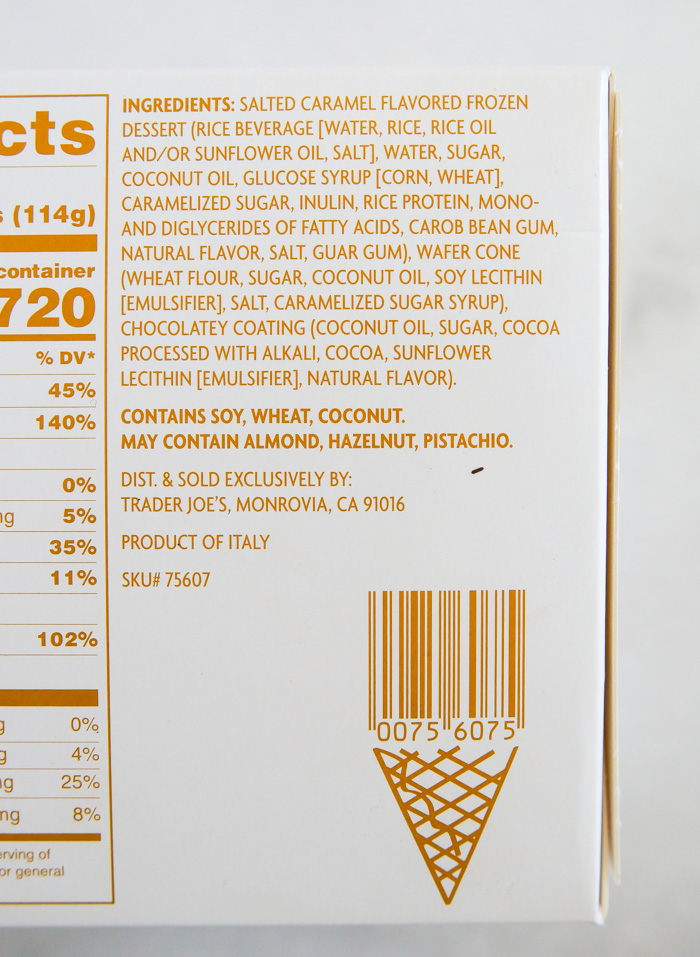 cts
(114g)
container
720
% DV*
45%
140%
0%
5%
35%
11%
102%
0%
4%
25%
8%
erving of
or general
INGREDIENTS: SALTED CARAMEL FLAVORED FROZEN
DESSERT (RICE BEVERAGE [WATER, RICE, RICE OIL
AND/OR SUNFLOWER OIL, SALT], WATER, SUGAR,
COCONUT OIL, GLUCOSE SYRUP [CORN, WHEAT],
CARAMELIZED SUGAR, INULIN, RICE PROTEIN, MONO-
AND DIGLYCERIDES OF FATTY ACIDS, CAROB BEAN GUM,
NATURAL FLAVOR, SALT, GUAR GUM), WAFER CONE
(WHEAT FLOUR, SUGAR, COCONUT OIL, SOY LECITHIN
[EMULSIFIER], SALT, CARAMELIZED SUGAR SYRUP),
CHOCOLATEY COATING (COCONUT OIL, SUGAR, COCOA
PROCESSED WITH ALKALI, COCOA, SUNFLOWER
LECITHIN [EMULSIFIER], NATURAL FLAVOR).
CONTAINS SOY, WHEAT, COCONUT.
MAY CONTAIN ALMOND, HAZELNUT, PISTACHIO.
DIST. & SOLD EXCLUSIVELY BY:
TRADER JOE'S, MONROVIA, CA 91016
PRODUCT OF ITALY
SKU# 75607
0075 6075